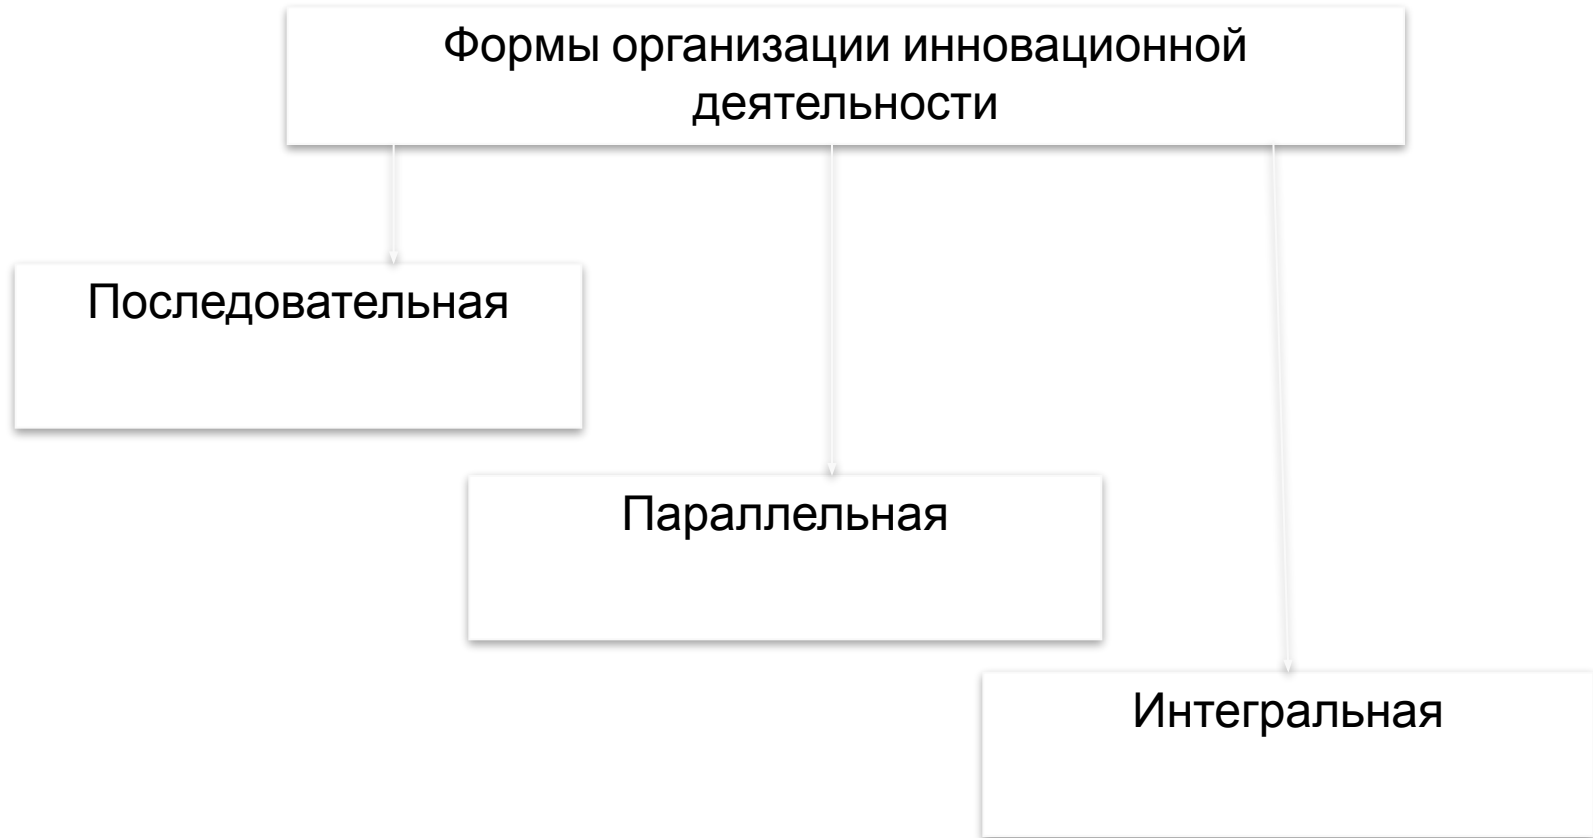 Формы организации инновационной
деятельности
Последовательная
Параллельная
Интегральная